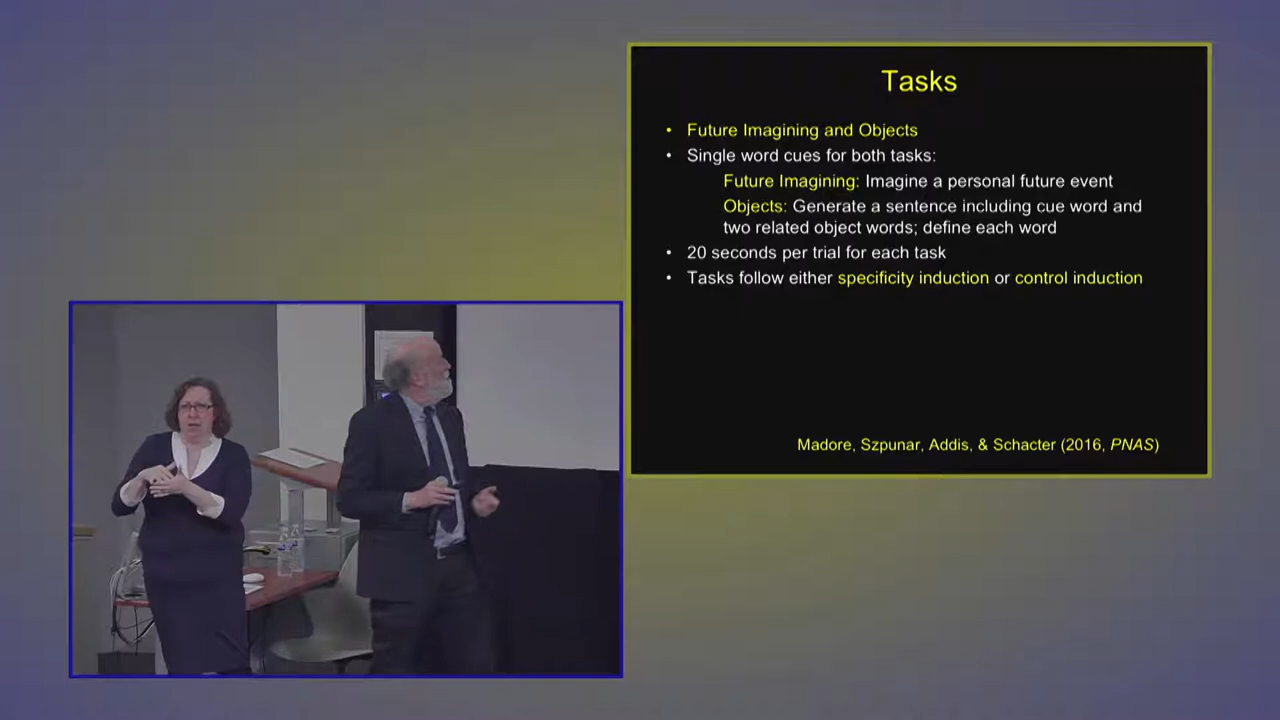 Tasks
• Future Imagining and Objects
• Single word cues for both tasks:
Future Imagining: Imagine a personal future event
Objects: Generate a sentence including cue word and
two related object words; define each word
• 20 seconds per trial for each task
• Tasks follow either specificity induction or control induction
Madore, Szpunar, Addis, & Schacter (2016, PNAS)